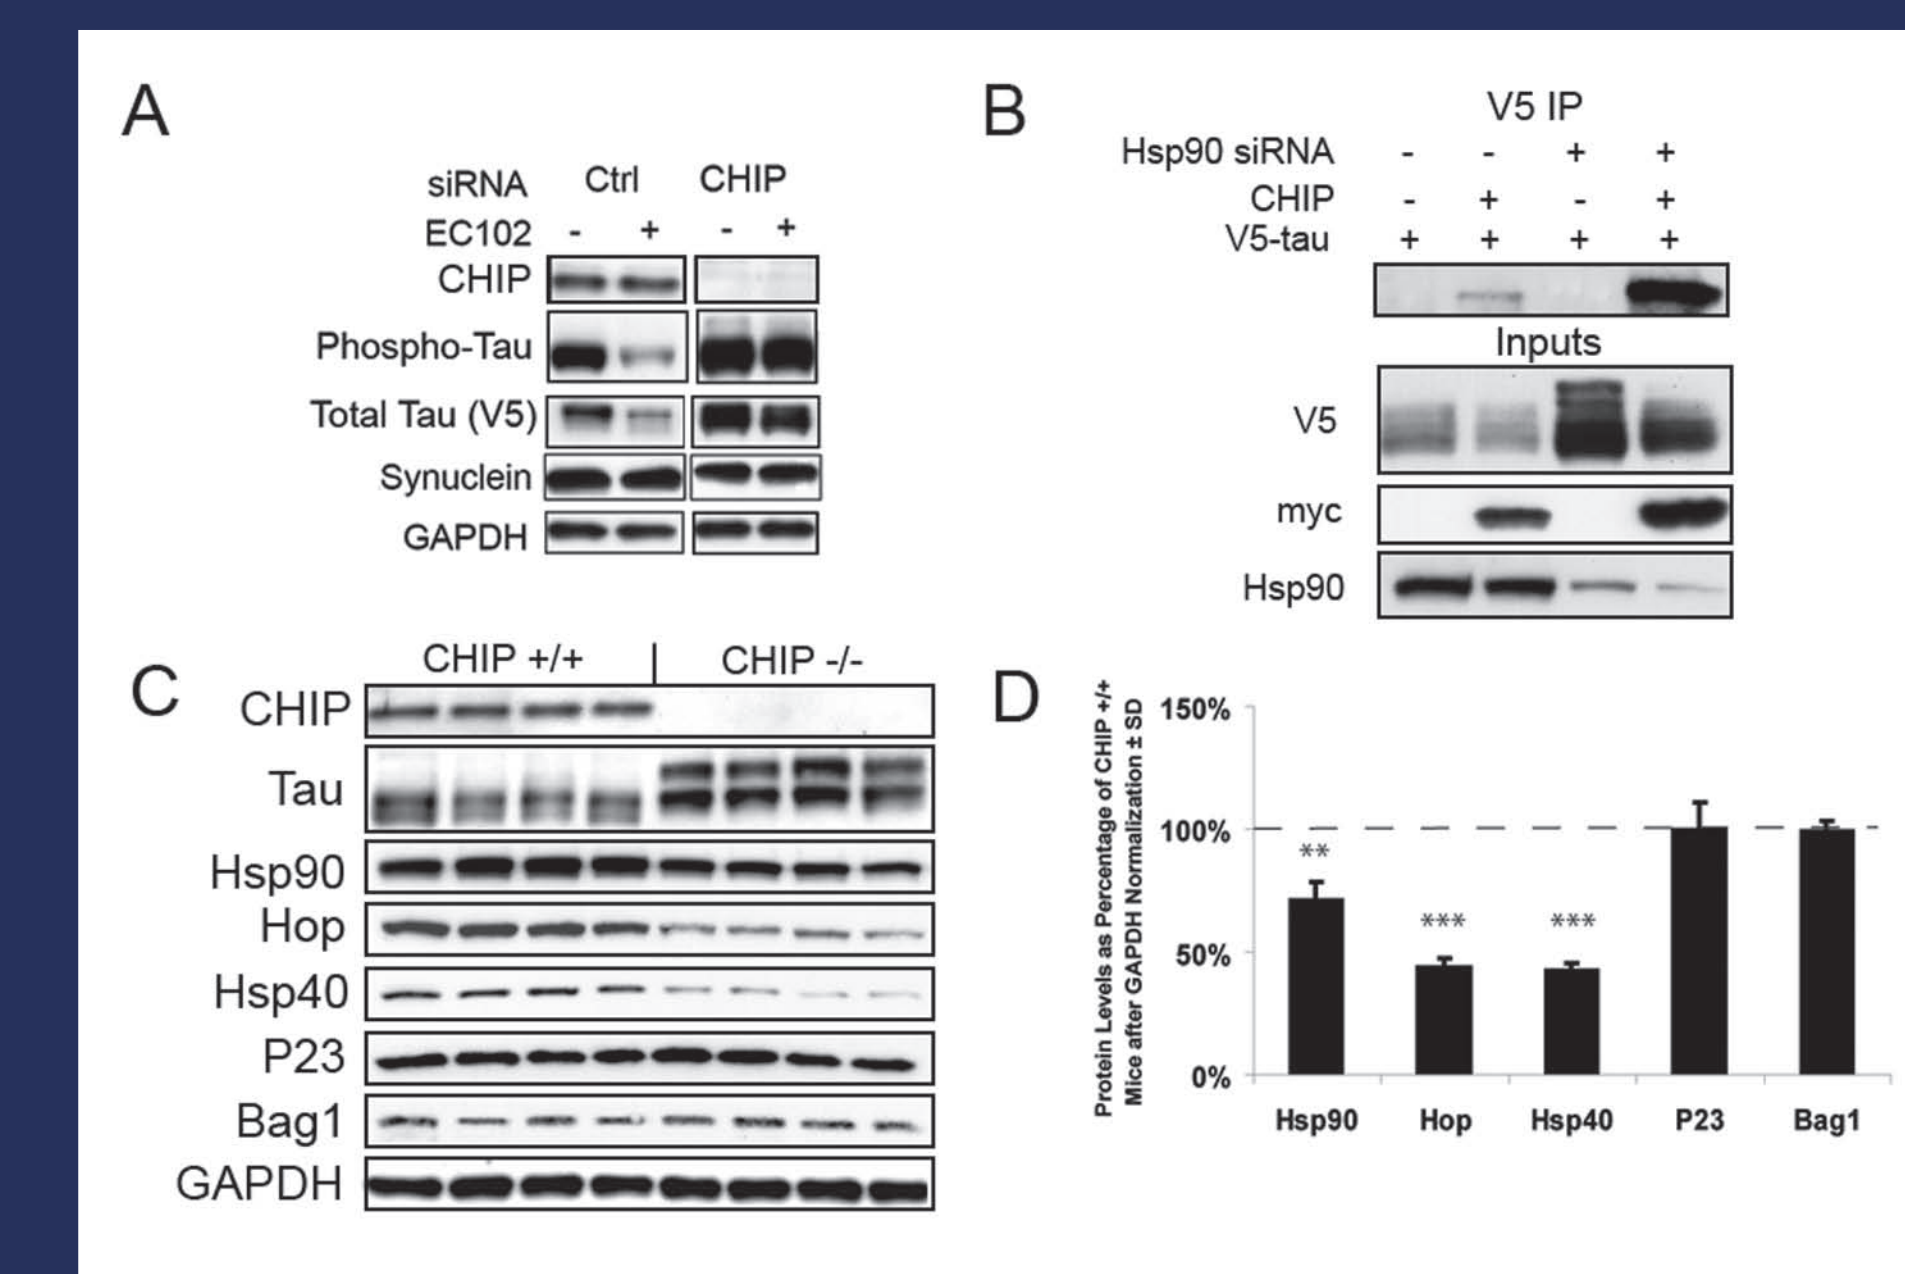 A
siRNA Ctrl CHIP
EC102 - + - +
CHIP
Phospho-Tau
Total Tau (V5)
Synuclein
GAPDH
B
V5 IP
Hsp90 siRNA - - + +
CHIP - + - +
V5-tau + + + +
Inputs
V5
myc
Hsp90
C
CHIP +/+ | CHIP -/-
CHIP
Tau
Hsp90
Hop
Hsp40
P23
Bag1
GAPDH
D
Protein Levels as Percentage of CHIP +/+
Mice after GAPDH Normalization ± SD
150%
100%
50%
0%
** *** ***
Hsp90 Hop Hsp40 P23 Bag1